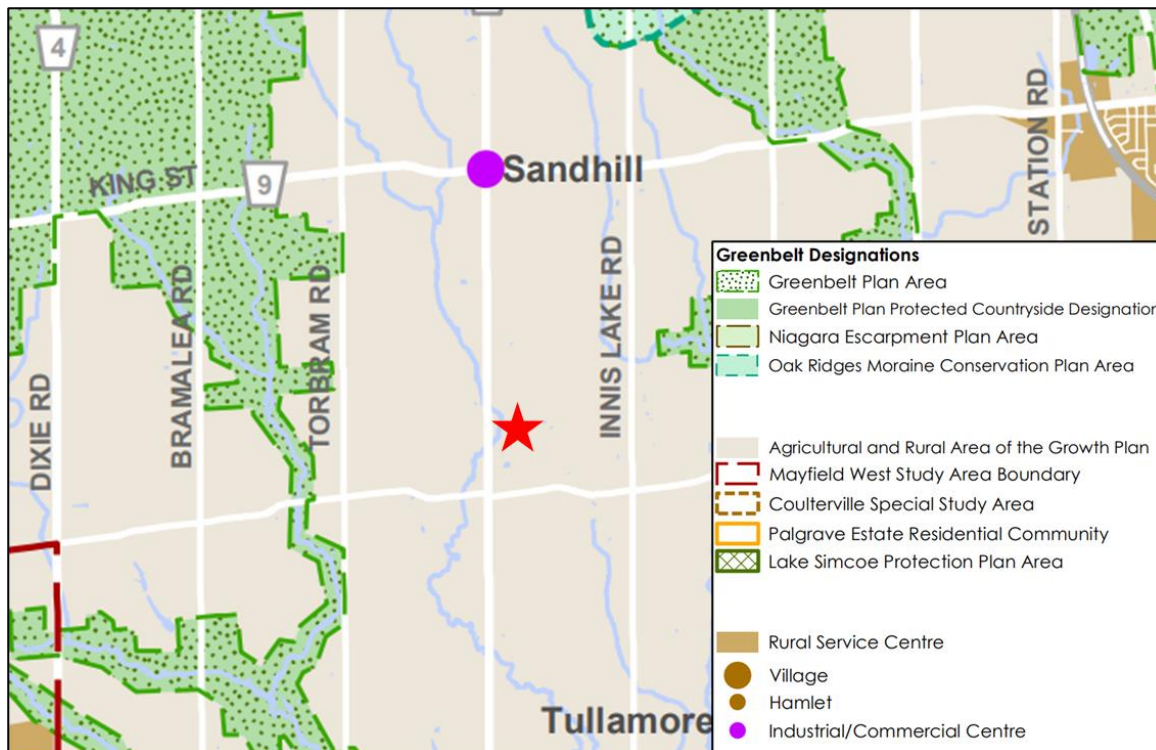 4
KING ST
9
Sandhill
STATION RD
DIXIE RD
BRAMALEA RD
TORBRAM RD
INNIS LAKE RD
Tullamore
Greenbelt Designations
Greenbelt Plan Area
Greenbelt Plan Protected Countryside Designation
Niagara Escarpment Plan Area
Oak Ridges Moraine Conservation Plan Area
Agricultural and Rural Area of the Growth Plan
Mayfield West Study Area Boundary
Coulterville Special Study Area
Palgrave Estate Residential Community
Lake Simcoe Protection Plan Area
Rural Service Centre
Village
Hamlet
Industrial/Commercial Centre